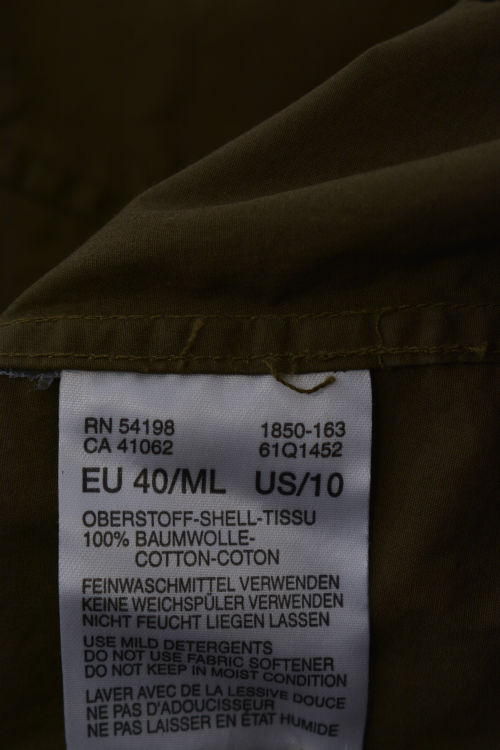 RN 54198 1850-163
CA 41062 61Q1452
EU 40/ML US/10
OBERSTOFF-SHELL-TISSU
100% BAUMWOLLE-
COTTON-COTON
FEINWASCHMITTEL VERWENDEN
KEINE WEICHSPÜLER VERWENDEN
NICHT FEUCHT LIEGEN LASSEN
USE MILD DETERGENTS
DO NOT USE FABRIC SOFTENER
DO NOT KEEP IN MOIST CONDITION
LAVER AVEC DE LA LESSIVE DOUCE
NE PAS D'ADOUCISSEUR
NE PAS LAISSER EN ÉTAT HUMIDE